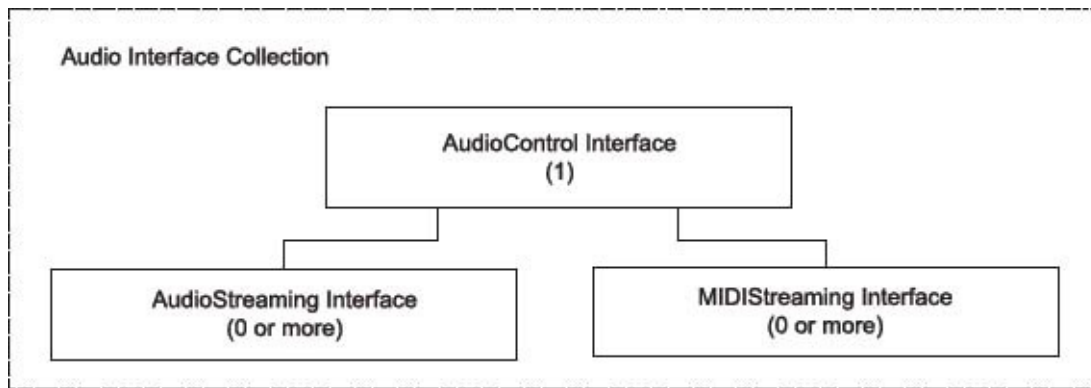 Audio Interface Collection
AudioControl Interface
(1)
AudioStreaming Interface
(0 or more)
MIDIStreaming Interface
(0 or more)